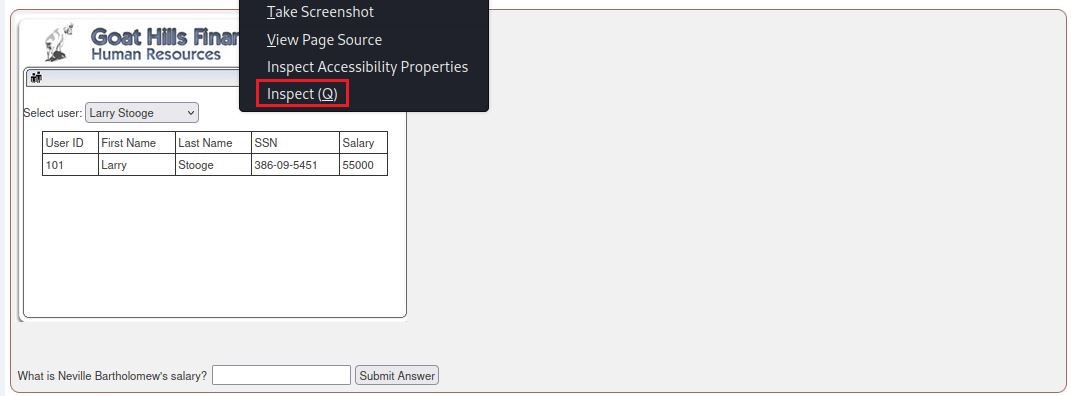 Take Screenshot
Goat Hills Finan
View Page Source
Human Resources
Inspect Accessibility Properties
Inspect (Q)
Select user: Larry Stooge
User ID First Name Last Name SSN Salary
101 Larry Stooge 386-09-5451 55000
What is Neville Bartholomew's salary? Submit Answer